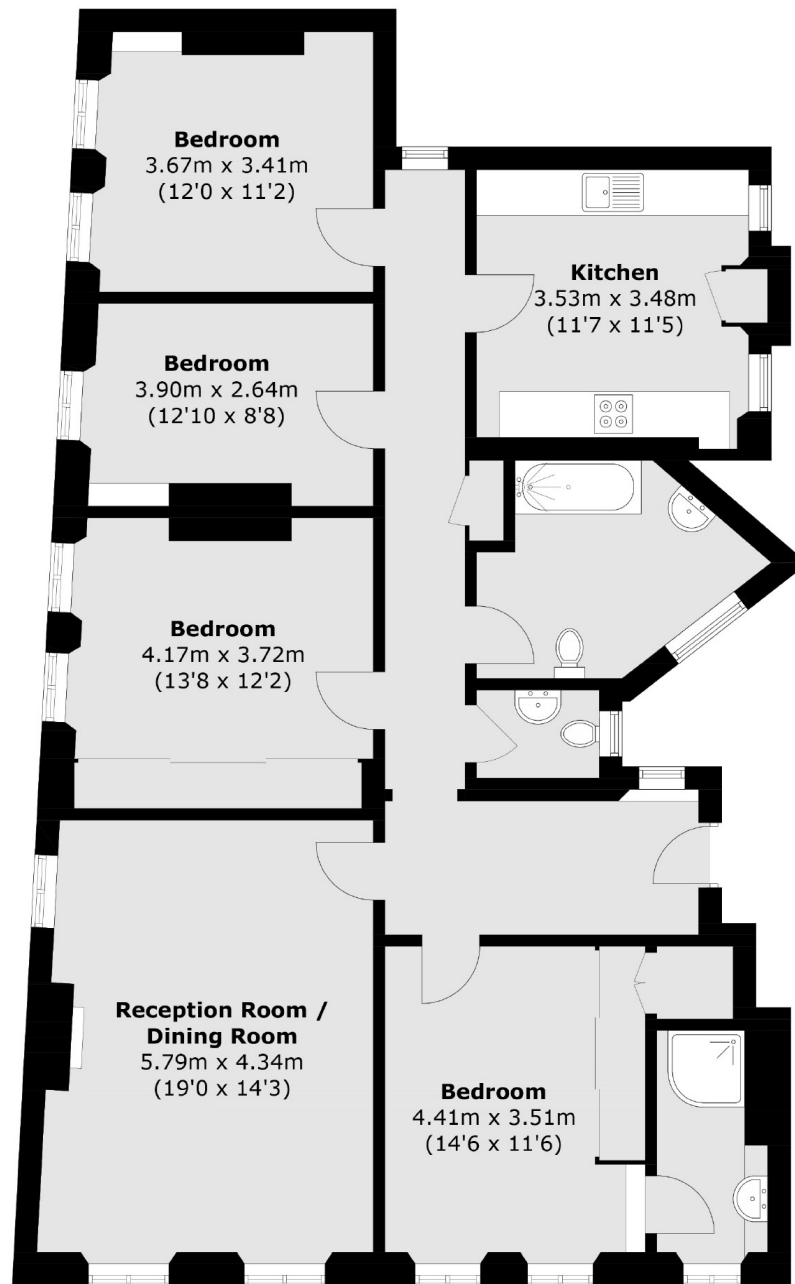 Bedroom
3.67m x 3.41m
(12'0 x 11'2)
Kitchen
3.53m x 3.48m
(11'7 x 11'5)
Bedroom
3.90m x 2.64m
(12'10 x 8'8)
Bedroom
4.17m x 3.72m
(13'8 x 12'2)
Reception Room /
Dining Room
5.79m x 4.34m
(19'0 x 14'3)
Bedroom
4.41m x 3.51m
(14'6 x 11'6)